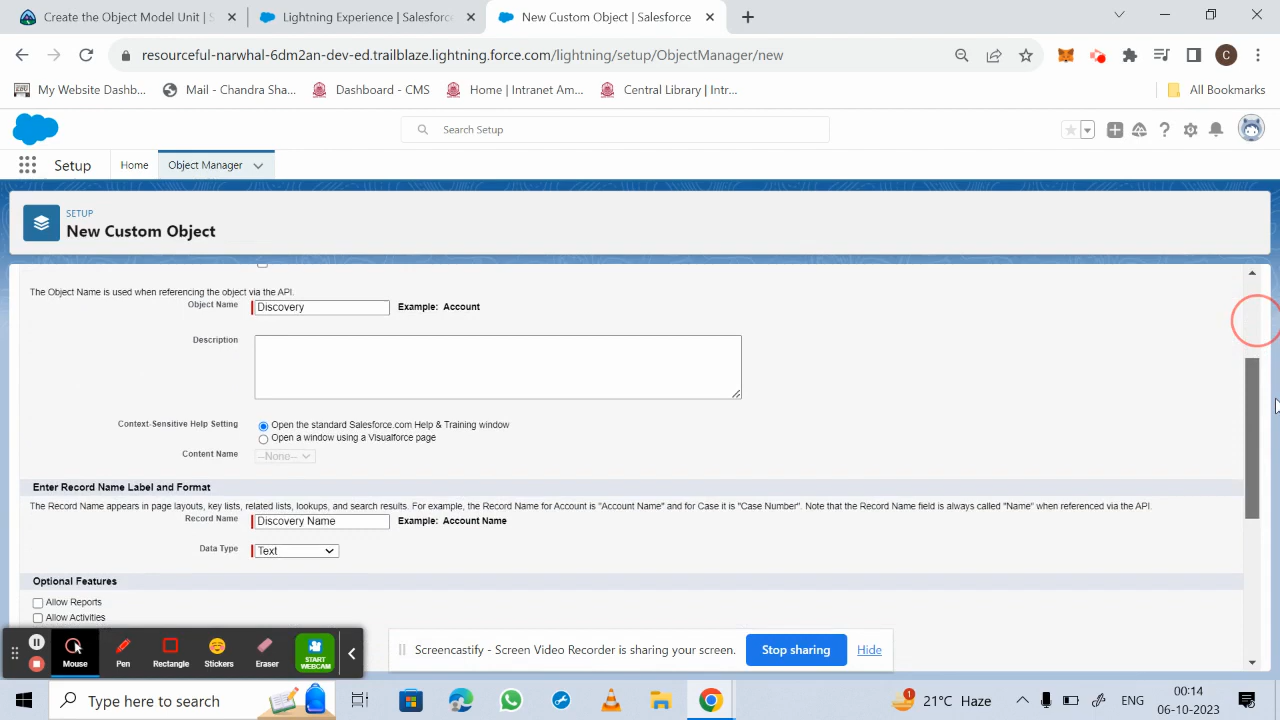 Create the Object Model Unit | S
Lightning Experience | Salesforce
New Custom Object | Salesforce
resourceful-narwhal-6dm2an-dev-ed.trailblaze.lightning.force.com/lightning/setup/ObjectManager/new
C
My Website Dashb...
Mail - Chandra Sha...
Dashboard - CMS
Home | Intranet Am...
Central Library | Intr...
All Bookmarks
Search Setup
Setup
Home
Object Manager
SETUP
New Custom Object
The Object Name is used when referencing the object via the API.
Object Name Discovery Example: Account
Description
Context-Sensitive Help Setting Open the standard Salesforce.com Help & Training window
Open a window using a Visualforce page
Content Name --None--
Enter Record Name Label and Format
The Record Name appears in page layouts, key lists, related lists, lookups, and search results. For example, the Record Name for Account is "Account Name" and for Case it is "Case Number". Note that the Record Name field is always called "Name" when referenced via the API.
Record Name Discovery Name Example: Account Name
Data Type Text
Optional Features
Allow Reports
Allow Activities
Mouse
Pen
Rectangle
Stickers
Eraser
START WEBCAM
Screencastify - Screen Video Recorder is sharing your screen.
Stop sharing
Hide
Type here to search
1
21°C Haze
ENG
00:14
06-10-2023